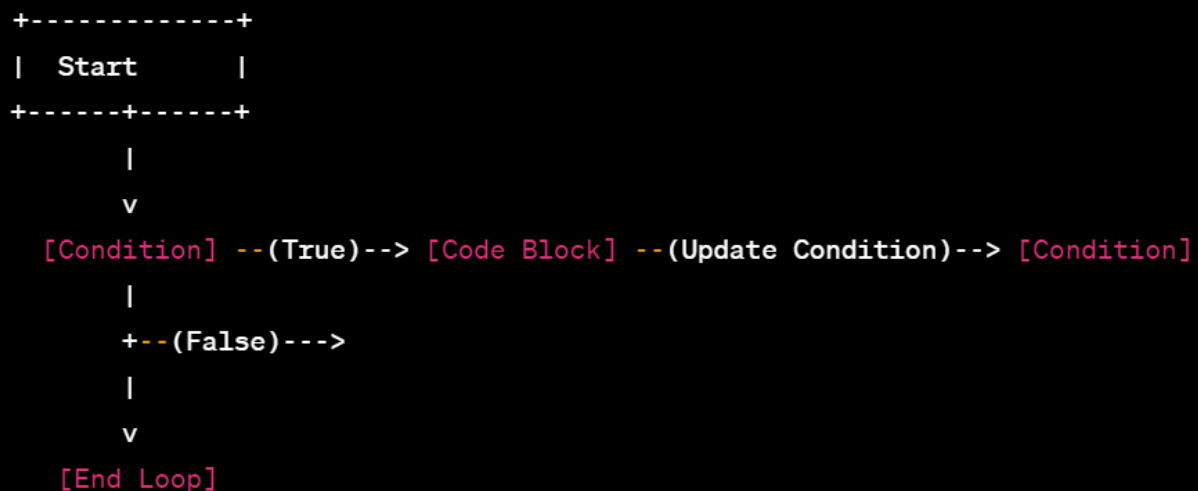 +-------------+
|  Start      |
+------+------+
       |
       v
  [Condition] --(True)--> [Code Block] --(Update Condition)--> [Condition]
       |
       +--(False)--->
       |
       v
   [End Loop]